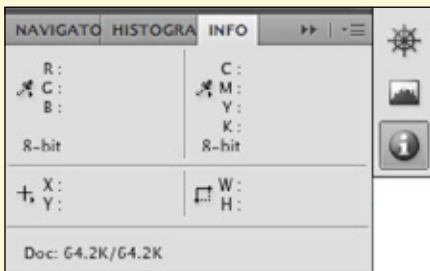 NAVIGATO HISTOGRA INFO
R: C:
G: M:
B: Y:
K:
8-bit 8-bit
X: W:
Y: H:
Doc: 64.2K/64.2K